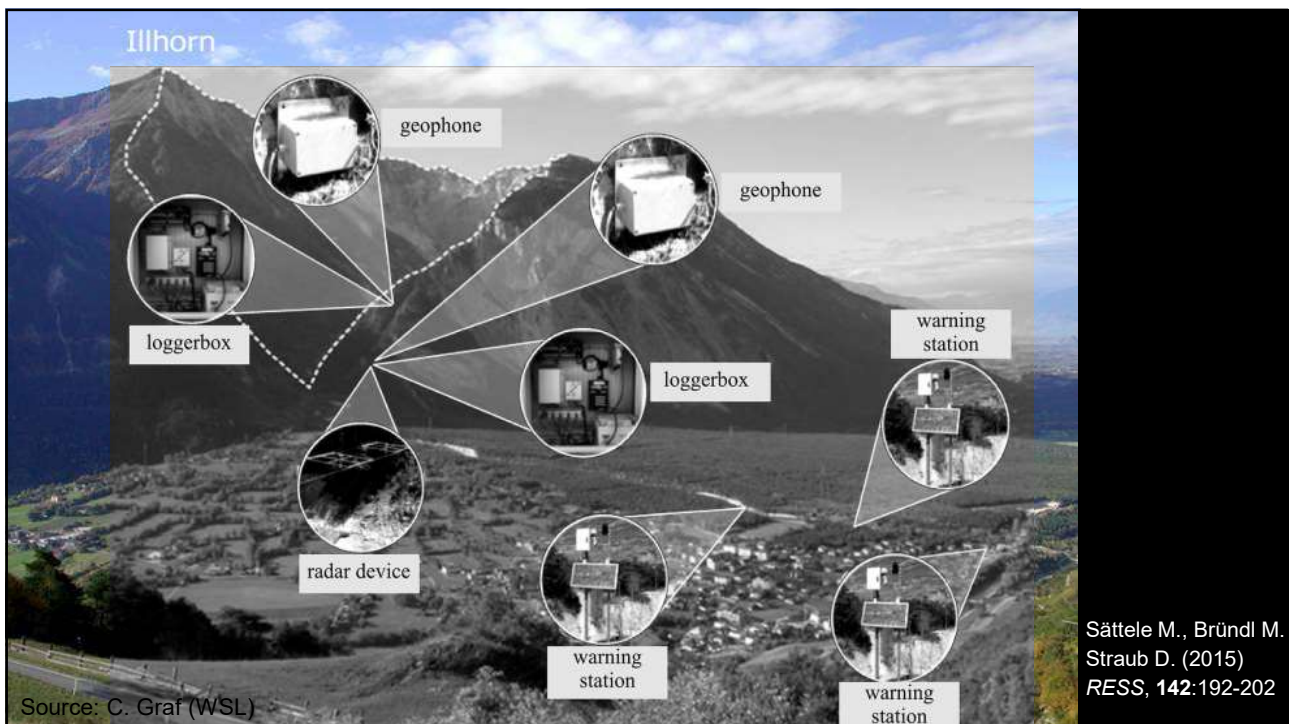 Illhorn
geophone
geophone
loggerbox
warning
station
loggerbox
radar device
warning
station
warning
station
Sättele M., Bründl M.
Straub D. (2015)
RESS, 142:192-202
Source: C. Graf (WSL)